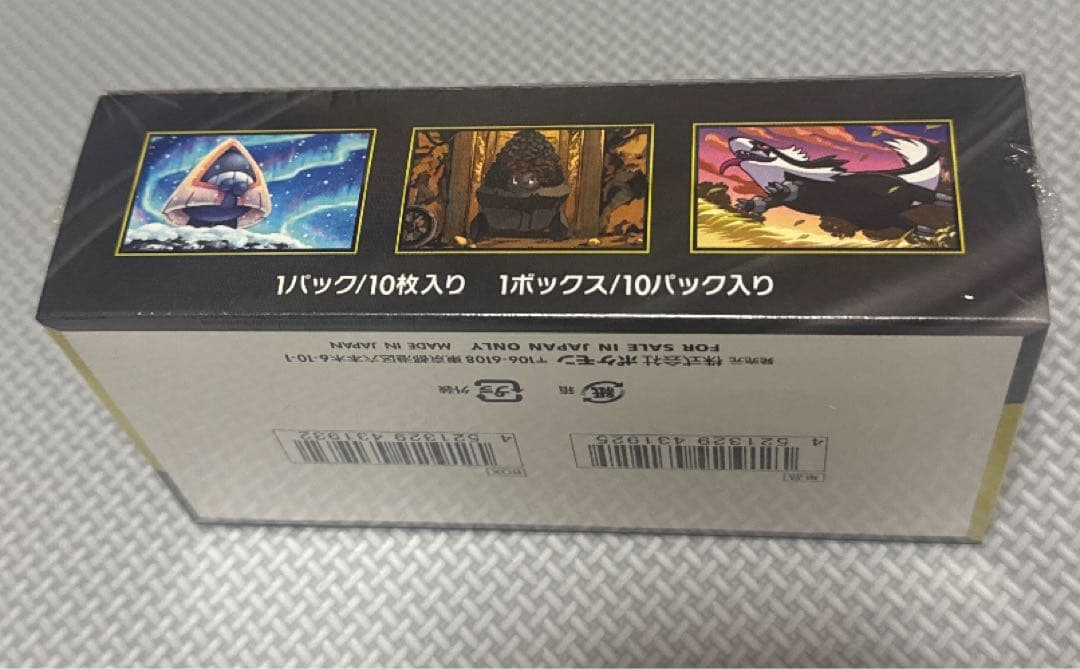 1パック/10枚入り 1ボックス/10パック入り
FOR SALE IN JAPAN ONLY MADE IN JAPAN
発売元 株式会社ポケモン 〒106-6108 東京都港区六本木6-10-1
紙 箱 プラ 外装
4 521329 431932
4 521329 431925
BOX
単品